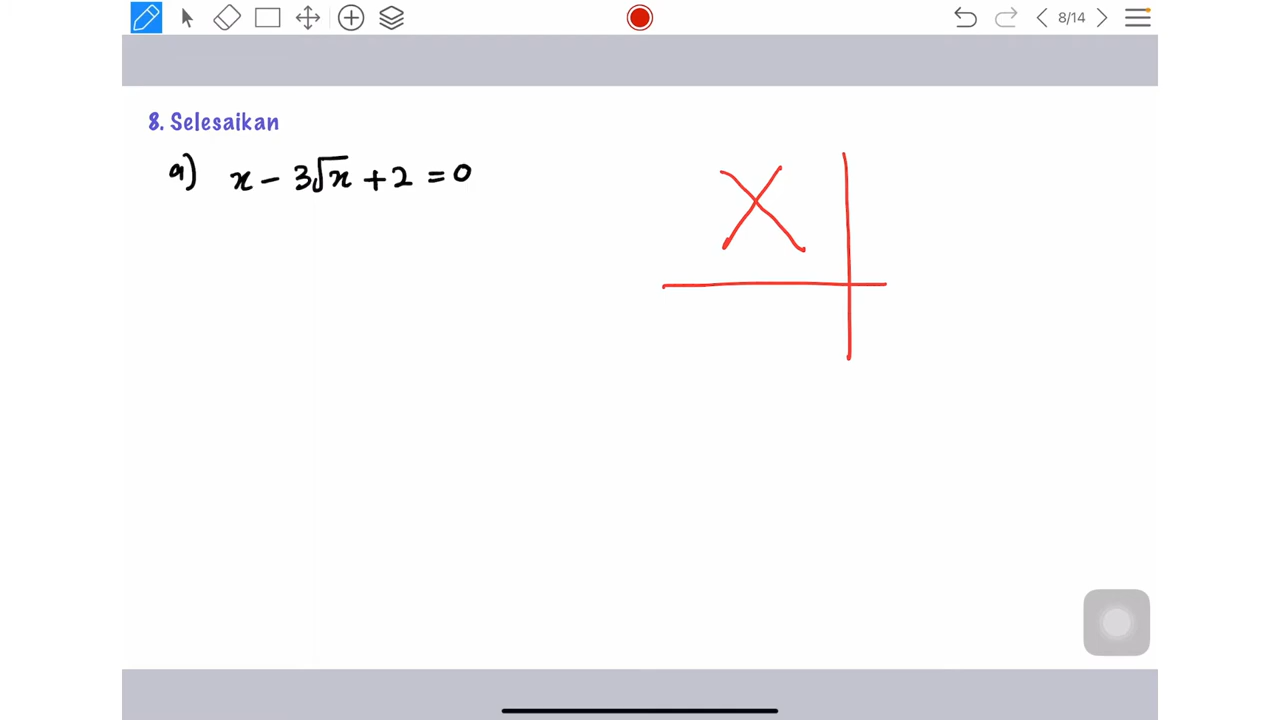 8/14
8. Selesaikan
a) x - 3√x + 2 = 0